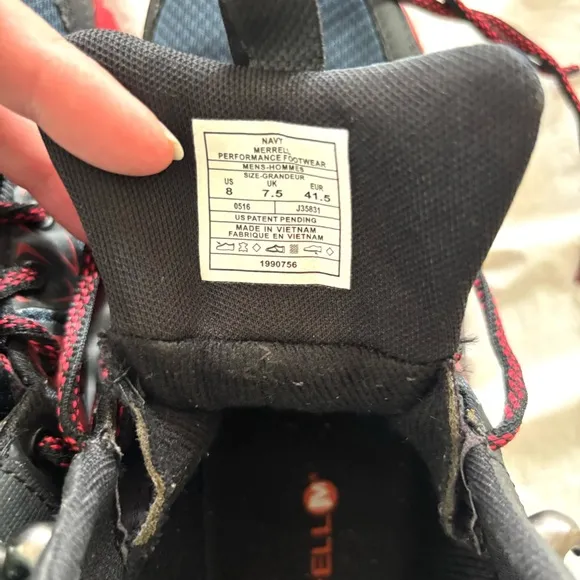 NAVY
MERRELL
PERFORMANCE FOOTWEAR
MENS-HOMMES
SIZE-GRANDEUR
US UK EUR
8 7.5 41.5
0516 J35831
US PATENT PENDING
MADE IN VIETNAM
FABRIQUE EN VIETNAM
1990756
ELL M